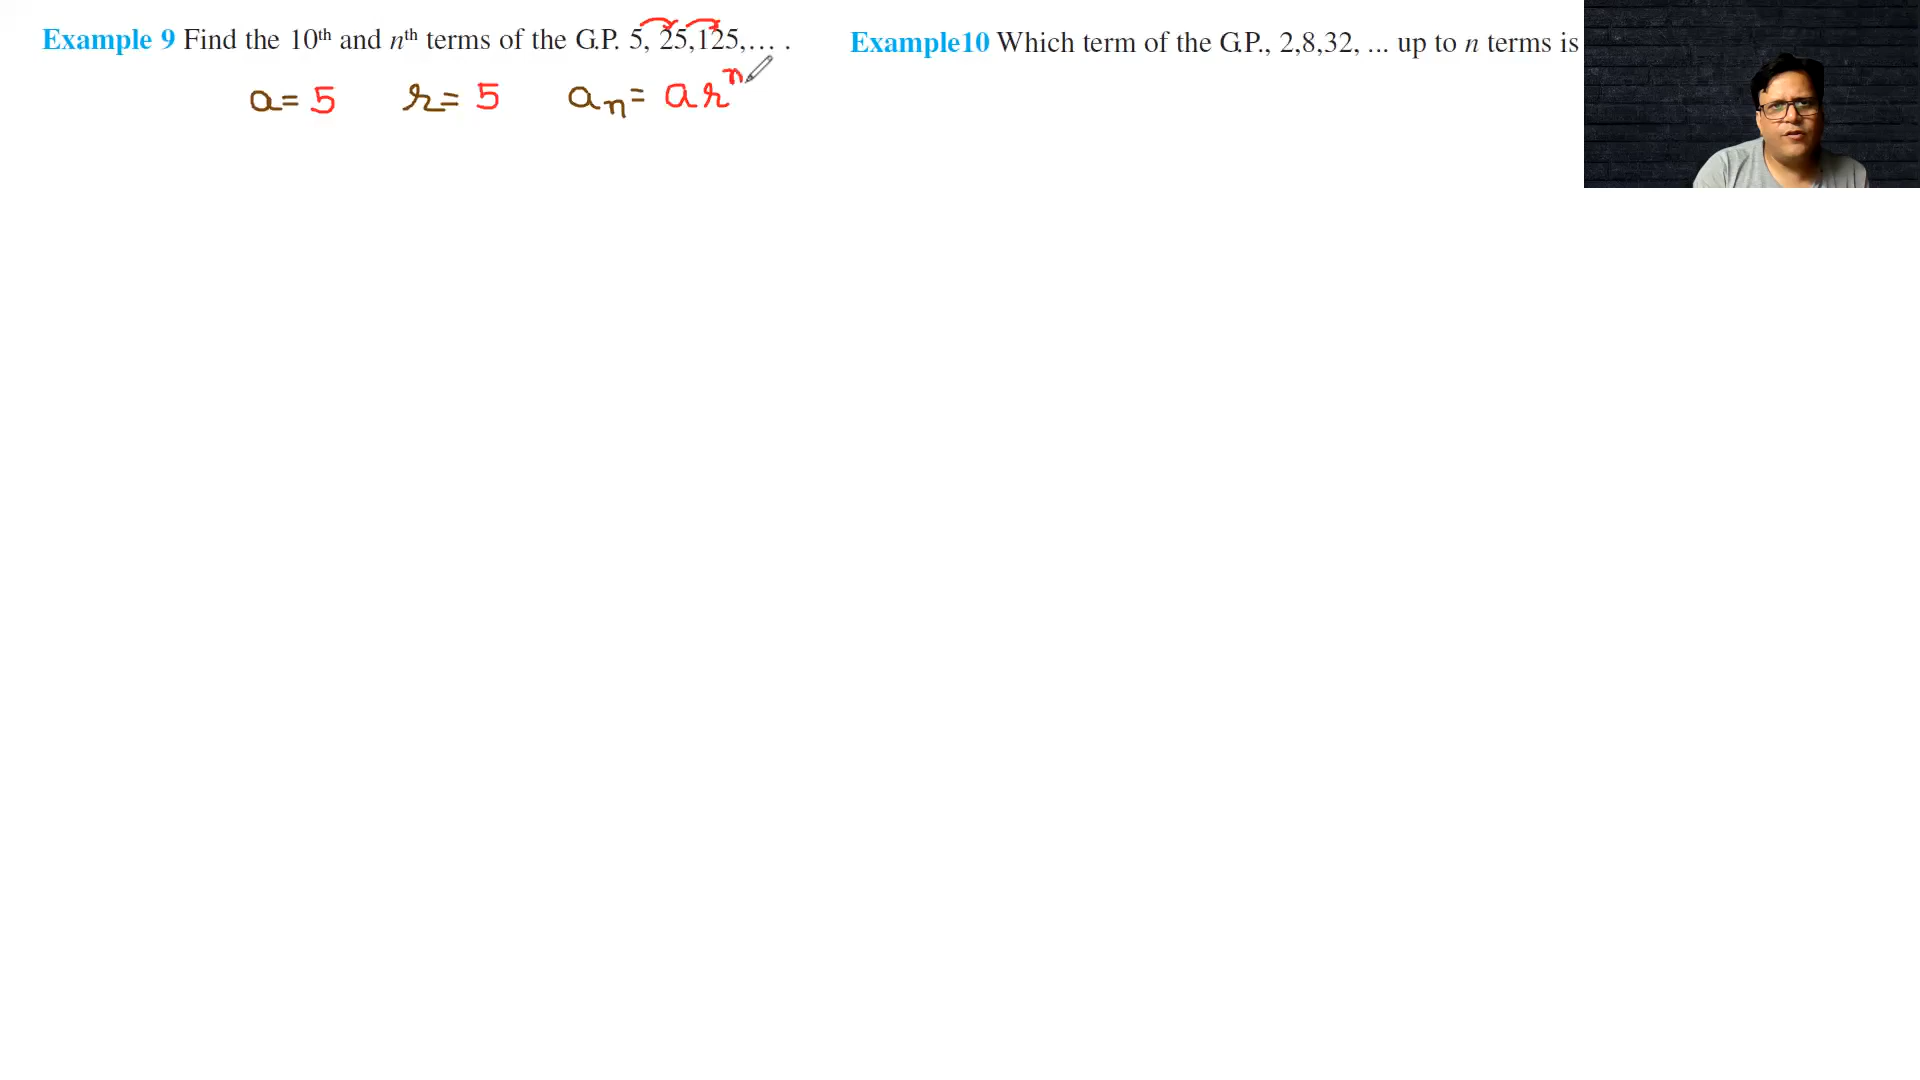 Example 9 Find the 10th and nth terms of the G.P. 5, 25,125,... .
a= 5 r= 5 an= arn
Example10 Which term of the G.P., 2,8,32, ... up to n terms is